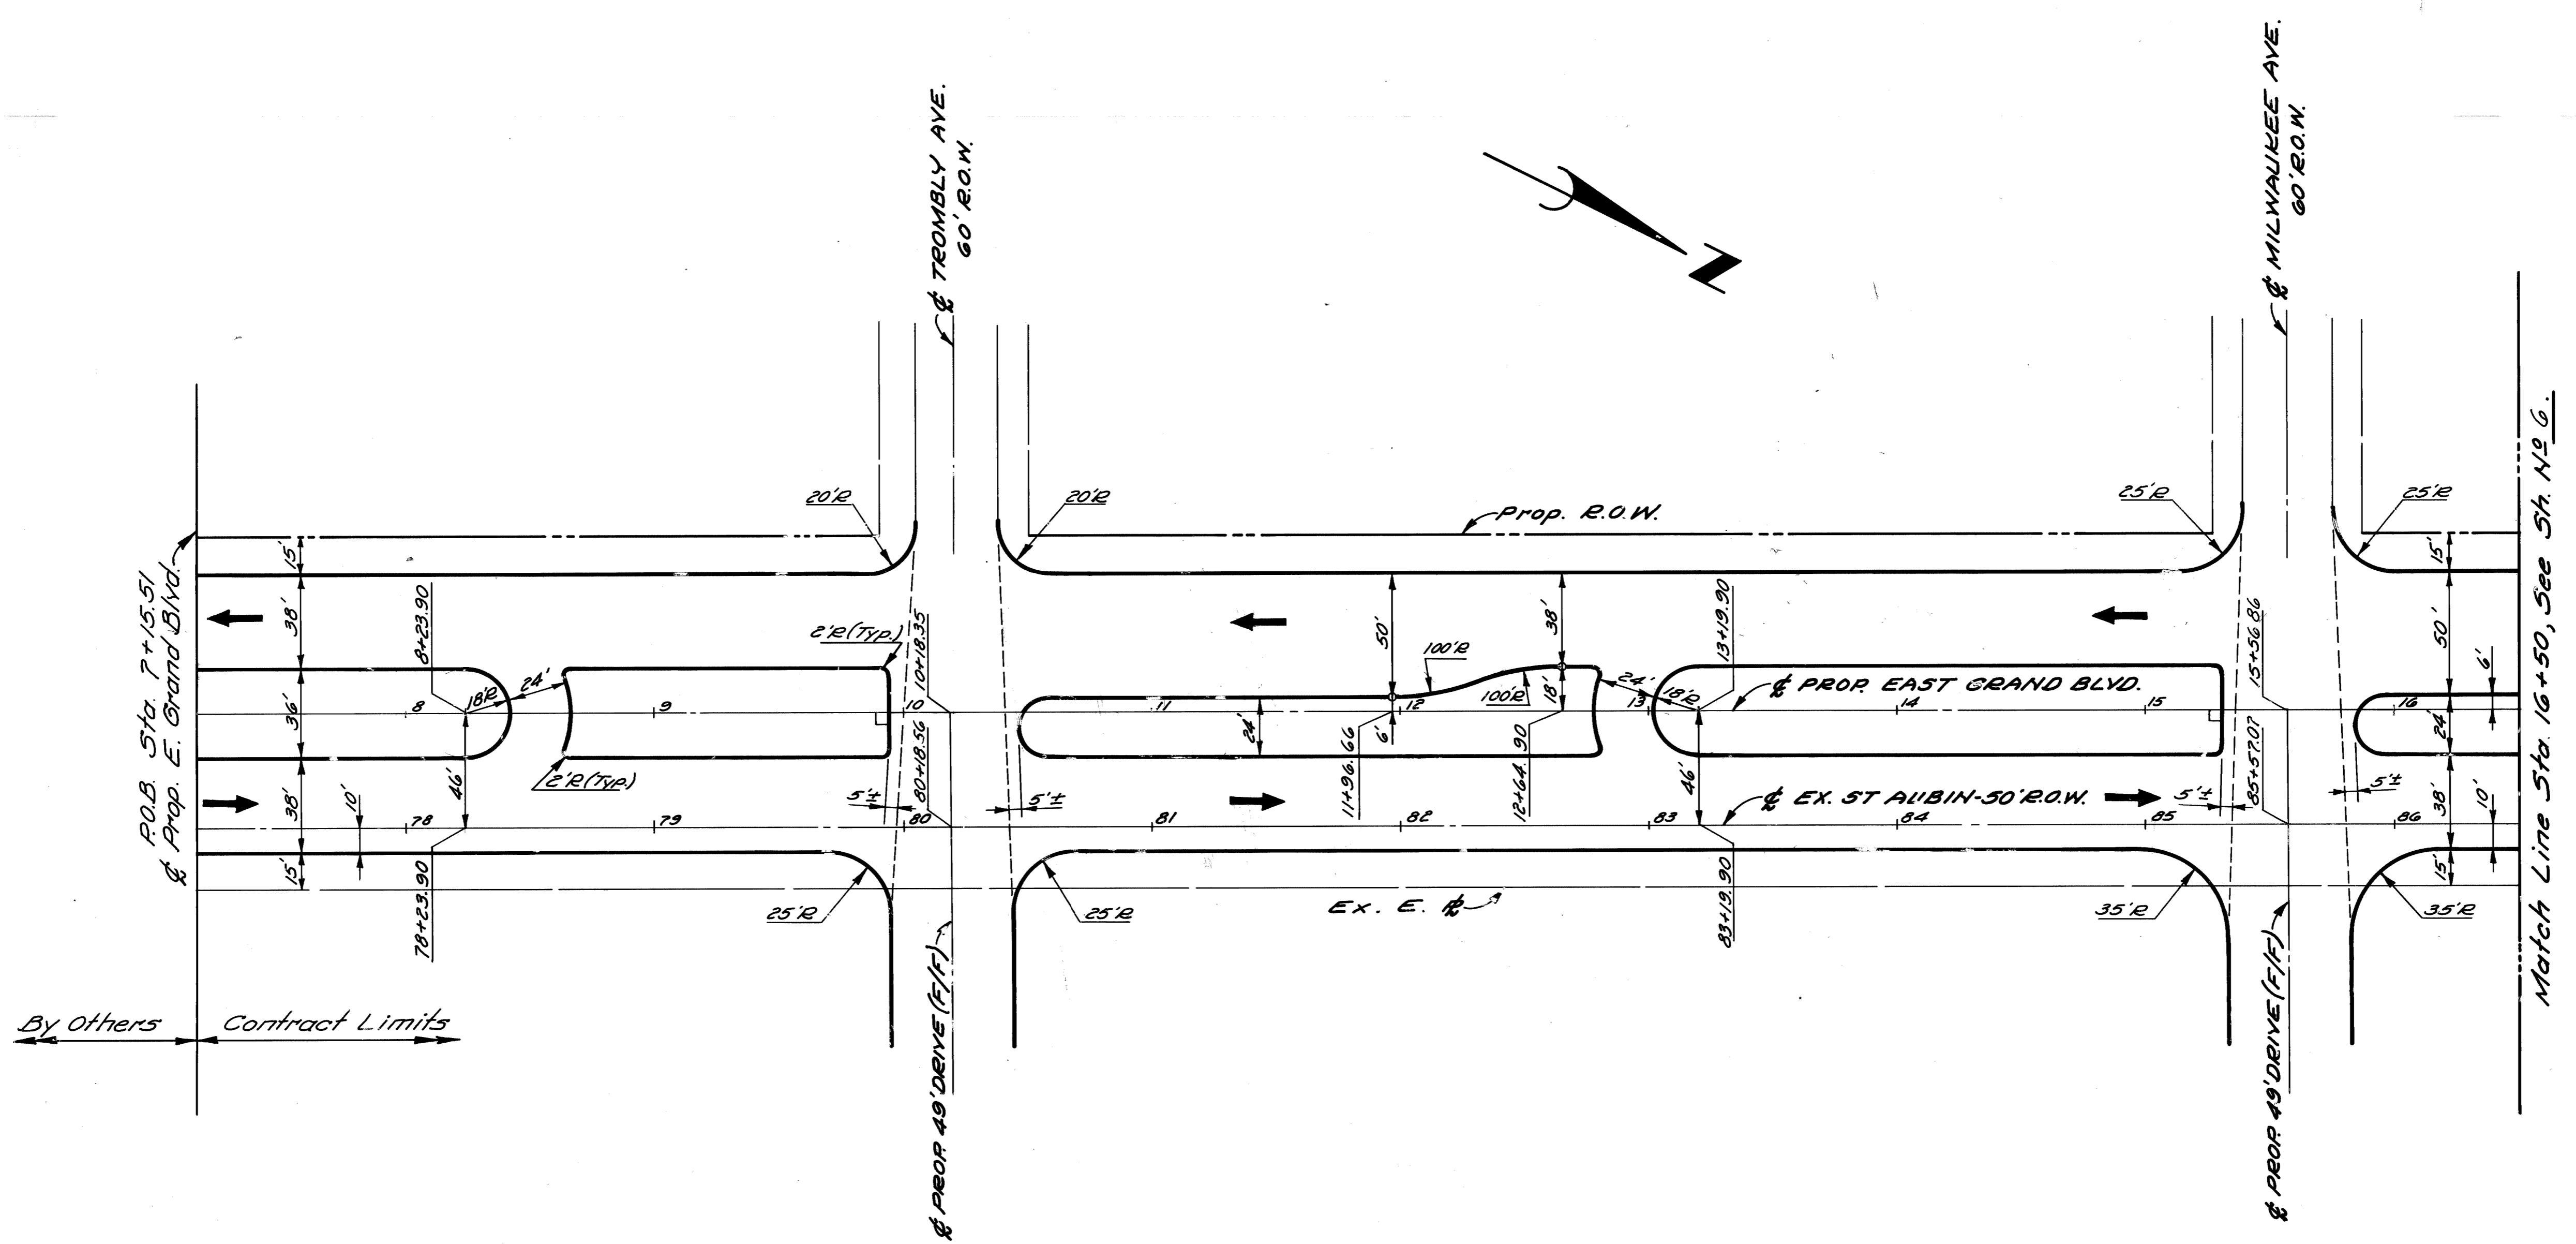 ℄ TROMBLY AVE.
60' R.O.W.
℄ MILWAUKEE AVE.
60' R.O.W.
N
P.O.B. Sta. 7+15.51
℄ Prop. E. Grand Blvd.
Match Line Sta. 16+50, See Sh. Nº 6.
20'R
20'R
Prop. R.O.W.
25'R
25'R
15'
38'
36'
38'
15'
10'
8+23.90
18'R
24'
46'
78+23.90
2'R (Typ.)
2'R (Typ.)
10+18.35
80+18.56
5'±
5'±
24'
50'
6'
11+96.66
100'R
100'R
38'
18'
12+64.90
24'
18'R
13+19.90
46'
83+19.90
℄ PROP. EAST GRAND BLVD.
8
9
10
11
12
13
14
15
16
℄ EX. ST AUBIN-50' R.O.W.
78
79
80
81
82
83
84
85
86
15+56.86
85+57.07
5'±
5'±
15'
50'
6'
24'
38'
10'
15'
25'R
25'R
Ex. E. ℄
35'R
35'R
By Others
Contract Limits
℄ PROP. 49' DRIVE (F/F)
℄ PROP. 49' DRIVE (F/F)